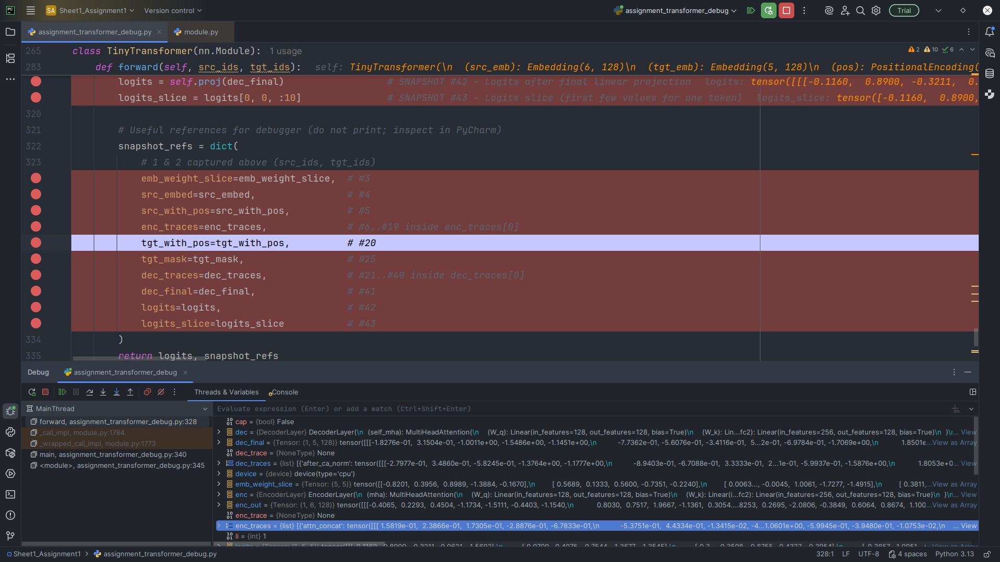 PC SA Sheet1_Assignment1 Version control assignment_transformer_debug Trial
assignment_transformer_debug.py module.py
265 class TinyTransformer(nn.Module): 1 usage 2 10 6
283 def forward(self, src_ids, tgt_ids): self: TinyTransformer(\n (src_emb): Embedding(6, 128)\n (tgt_emb): Embedding(5, 128)\n (pos): PositionalEncoding(
logits = self.proj(dec_final) # SNAPSHOT #42 – Logits after final linear projection logits: tensor([[[-0.1160, 0.8900, -0.3211, 0.
logits_slice = logits[0, 0, :10] # SNAPSHOT #43 – Logits slice (first few values for one token) logits_slice: tensor([-0.1160, 0.8900,
320
321 # Useful references for debugger (do not print; inspect in PyCharm)
322 snapshot_refs = dict(
323 # 1 & 2 captured above (src_ids, tgt_ids)
emb_weight_slice=emb_weight_slice, # #3
src_embed=src_embed, # #4
src_with_pos=src_with_pos, # #5
enc_traces=enc_traces, # #6..#19 inside enc_traces[0]
tgt_with_pos=tgt_with_pos, # #20
tgt_mask=tgt_mask, # #25
dec_traces=dec_traces, # #21..#40 inside dec_traces[0]
dec_final=dec_final, # #41
logits=logits, # #42
logits_slice=logits_slice # #43
334 )
335 return logits, snapshot_refs
Debug assignment_transformer_debug
Threads & Variables Console
MainThread
forward, assignment_transformer_debug.py:328
_call_impl, module.py:1784
_wrapped_call_impl, module.py:1773
main, assignment_transformer_debug.py:340
<module>, assignment_transformer_debug.py:345
Evaluate expression (Enter) or add a watch (Ctrl+Shift+Enter)
cap = {bool} False
dec = {DecoderLayer} DecoderLayer(\n (self_mha): MultiHeadAttention(\n (W_q): Linear(in_features=128, out_features=128, bias=True)\n (W_k): Lin...fc2): Linear(in_features=256, out_features=128, bias=True)\n )\r... View
dec_final = {Tensor: (1, 5, 128)} tensor([[[-1.8276e-01, 3.1504e-01, -1.0011e+00, -1.5486e+00, -1.1451e+00,\n -7.7362e-01, -5.6076e-01, -3.4116e-01, 5...2e-01, -6.9784e-01, -1.7069e+00,\n 1.8501e...View as Array
dec_trace = {NoneType} None
dec_traces = {list} [{'after_ca_norm': tensor([[[-2.7977e-01, 3.4860e-01, -5.8245e-01, -1.3764e+00, -1.1777e+00,\n -8.9403e-01, -6.7088e-01, 3.3333e-01, 2...1e-01, -5.9937e-01, -1.5876e+00,\n 1.8053e+0... View
device = {device} device(type='cpu')
emb_weight_slice = {Tensor: (5, 5)} tensor([[-0.8201, 0.3956, 0.8989, -1.3884, -0.1670],\n [ 0.5689, 0.1333, 0.5600, -0.7351, -0.2240],\n [ 0.0063..., -0.0045, 1.0061, -1.7277, -1.4915],\n [ 0.3811,...View as Array
enc = {EncoderLayer} EncoderLayer(\n (mha): MultiHeadAttention(\n (W_q): Linear(in_features=128, out_features=128, bias=True)\n (W_k): Linear(i...fc2): Linear(in_features=256, out_features=128, bias=True)\n )\n... View
enc_out = {Tensor: (1, 6, 128)} tensor([[[-0.4065, 0.2293, 0.4504, -1.1734, -1.5111, -0.4403, -1.1540,\n 0.8030, 0.7517, 1.9667, -1.1361, 0.3054....8253, 0.2695, -2.0806, -0.3849, 0.6064, 0.8674, 1.100...View as Array
enc_trace = {NoneType} None
enc_traces = {list} [{'attn_concat': tensor([[[ 1.5819e-01, 2.3866e-01, 1.7305e-01, -2.8876e-01, -6.7833e-01,\n -5.3751e-01, 4.4334e-01, -1.3415e-02, -4...1.0601e+00, -5.9945e-01, -3.9480e-01, -1.0753e-02,\n ... View
li = {int} 1
Sheet1_Assignment1 assignment_transformer_debug.py 328:1 LF UTF-8 4 spaces Python 3.13